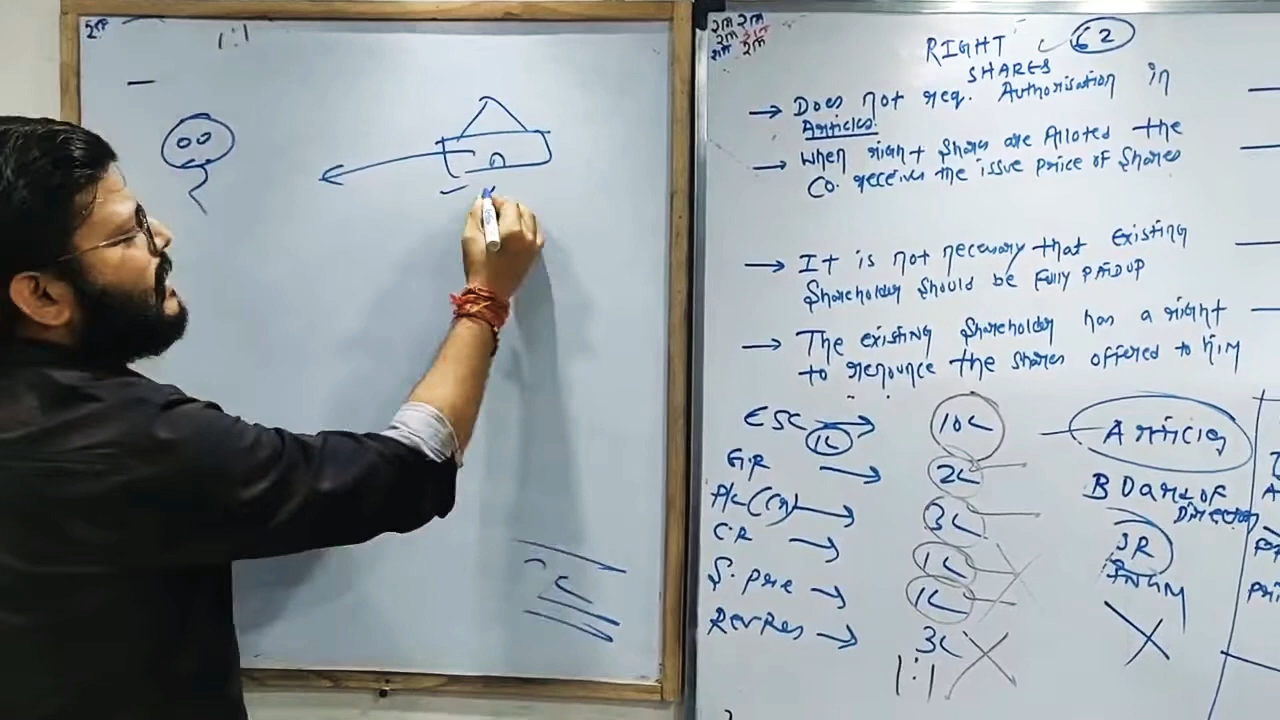 राम
1:1
राम राम
राम राम
राम राम
RIGHT 62
SHARES
→ Does not req. Authorisation in
Articles.
→ When right shares are Alloted the
Co. receives the issue price of shares
→ It is not necessary that existing
shareholder should be Fully PAID UP
→ The existing shareholder has a right
to renounce the shares offered to him
ESC → 10L Articles
1L
GR → 2L Board of
Director
P/L (Cr) → 3L
C.R → 1L
S. pre → 1L
Rev Res → 3L
1:1